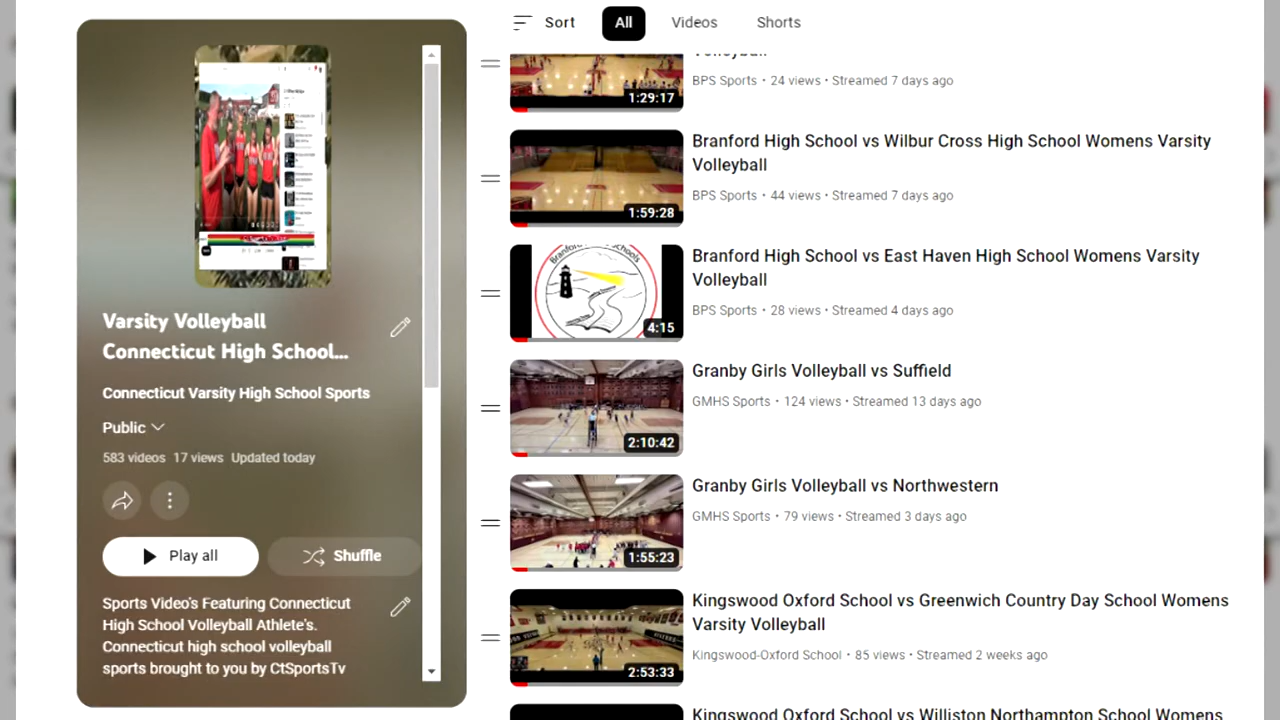 Varsity Volleyball
Connecticut High School...
Connecticut Varsity High School Sports
Public
583 videos 17 views Updated today
Play all
Shuffle
Sports Video's Featuring Connecticut
High School Volleyball Athlete's.
Connecticut high school volleyball
sports brought to you by CtSportsTv
Sort
All
Videos
Shorts
Volleyball
BPS Sports • 24 views • Streamed 7 days ago
1:29:17
Branford High School vs Wilbur Cross High School Womens Varsity
Volleyball
BPS Sports • 44 views • Streamed 7 days ago
1:59:28
Branford High School vs East Haven High School Womens Varsity
Volleyball
BPS Sports • 28 views • Streamed 4 days ago
4:15
Granby Girls Volleyball vs Suffield
GMHS Sports • 124 views • Streamed 13 days ago
2:10:42
Granby Girls Volleyball vs Northwestern
GMHS Sports • 79 views • Streamed 3 days ago
1:55:23
Kingswood Oxford School vs Greenwich Country Day School Womens
Varsity Volleyball
Kingswood-Oxford School • 85 views • Streamed 2 weeks ago
2:53:33
Kingswood Oxford School vs Williston Northampton School Womens